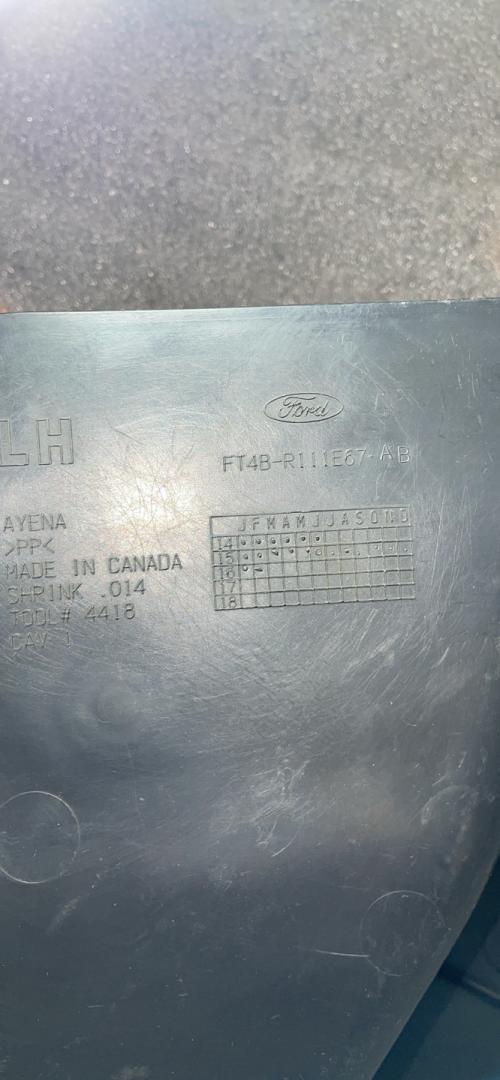 Ford
LH
FT4B-R111E67-AB
AYENA
>PP<
MADE IN CANADA
SHRINK .014
TOOL# 4418
CAV 1
J F M A M J J A S O N D
14
15
16
17
18